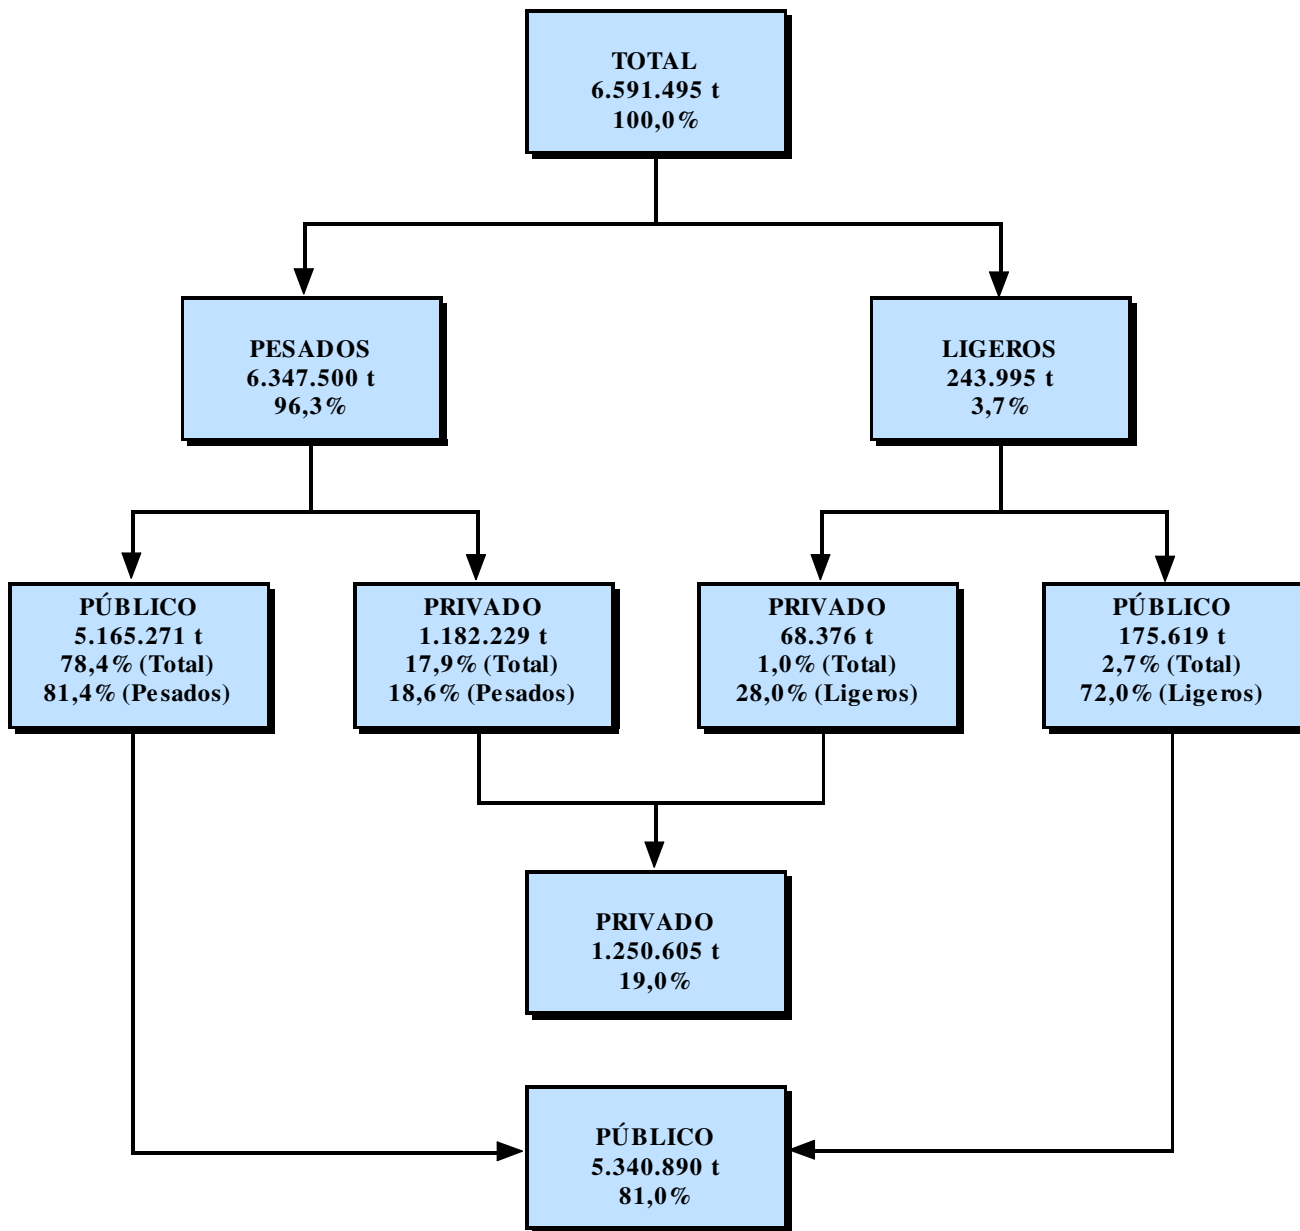 TOTAL
6.591.495 t
100,0%
PESADOS
6.347.500 t
96,3%
LIGEROS
243.995 t
3,7%
PÚBLICO
5.165.271 t
78,4% (Total)
81,4% (Pesados)
PRIVADO
1.182.229 t
17,9% (Total)
18,6% (Pesados)
PRIVADO
68.376 t
1,0% (Total)
28,0% (Ligeros)
PÚBLICO
175.619 t
2,7% (Total)
72,0% (Ligeros)
PRIVADO
1.250.605 t
19,0%
PÚBLICO
5.340.890 t
81,0%